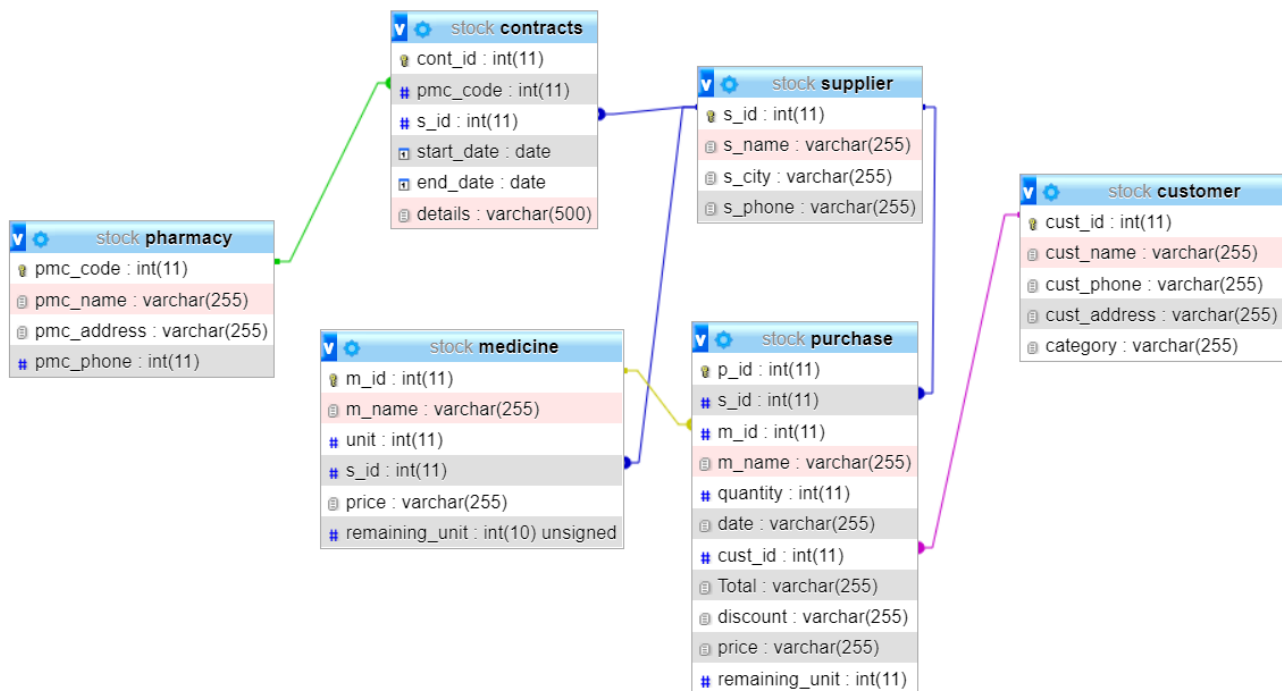 stock contracts
cont_id : int(11)
pmc_code : int(11)
s_id : int(11)
start_date : date
end_date : date
details : varchar(500)
stock supplier
s_id : int(11)
s_name : varchar(255)
s_city : varchar(255)
s_phone : varchar(255)
stock customer
cust_id : int(11)
cust_name : varchar(255)
cust_phone : varchar(255)
cust_address : varchar(255)
category : varchar(255)
stock pharmacy
pmc_code : int(11)
pmc_name : varchar(255)
pmc_address : varchar(255)
pmc_phone : int(11)
stock medicine
m_id : int(11)
m_name : varchar(255)
unit : int(11)
s_id : int(11)
price : varchar(255)
remaining_unit : int(10) unsigned
stock purchase
p_id : int(11)
s_id : int(11)
m_id : int(11)
m_name : varchar(255)
quantity : int(11)
date : varchar(255)
cust_id : int(11)
Total : varchar(255)
discount : varchar(255)
price : varchar(255)
remaining_unit : int(11)